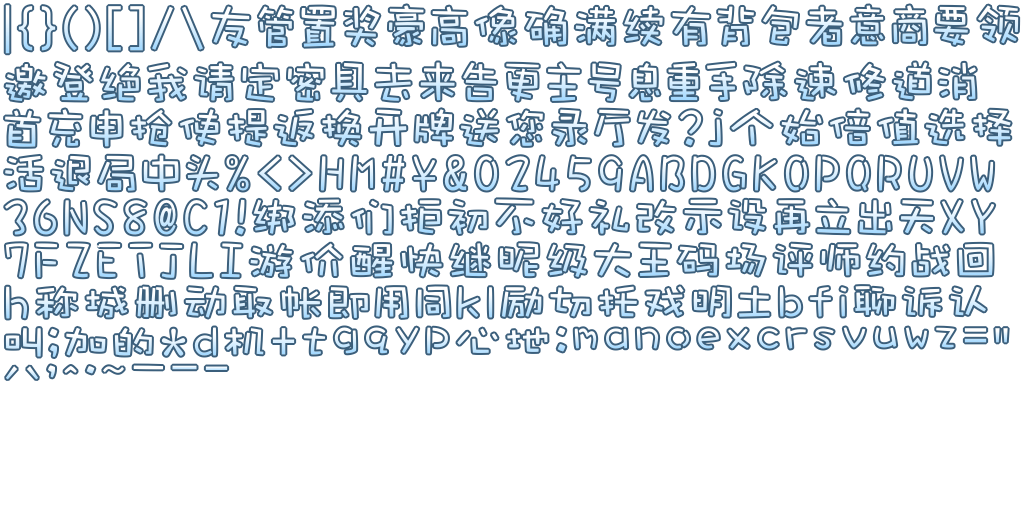 |{}()[]/\友管置奖豪高像确满续有背包者意商要领
邀登绝我请定密具去来告更主号息重手除速修道消
首充申抢使提返换开牌送您录厅发?j个始倍值选择
活退局中头%<>HM#¥&02459ABDGKOPQRUVW
36NS8@C1!绑添们拒初不好礼改示设再立出天XY
7FZETJLI游价醒快继昵级大王码场评师约战回
h称城删动取帐即用同kl励切托戏明土bfi聊诉认
叫;加的*d机+tgqyp心地:manoexcrsvuwz="
^~